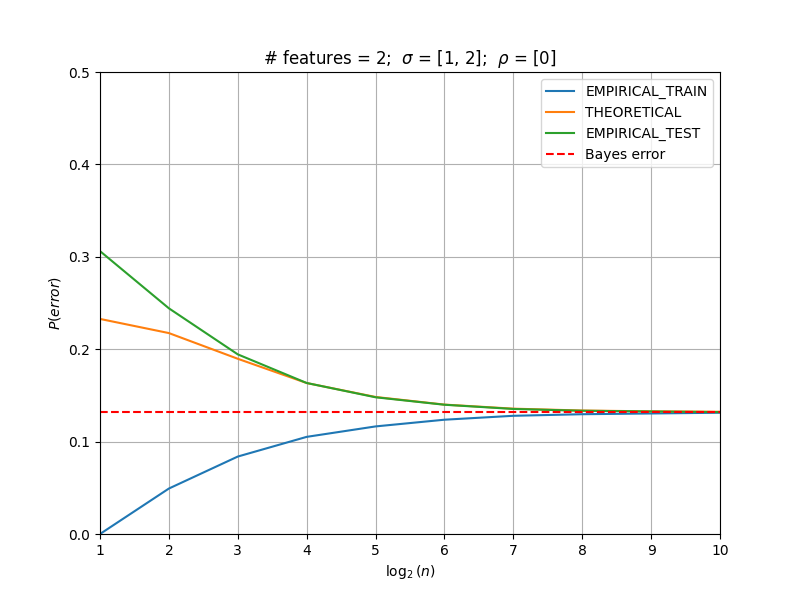 # features = 2; σ = [1, 2]; ρ = [0]
EMPIRICAL_TRAIN
THEORETICAL
EMPIRICAL_TEST
Bayes error
0.5
0.4
0.3
0.2
0.1
0.0
P(error)
1 2 3 4 5 6 7 8 9 10
log₂(n)